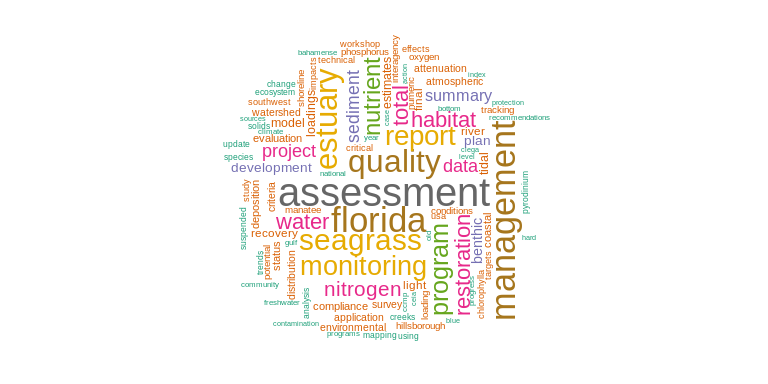 workshop
bahamense
phosphorus
effects
technical
oxygen
interagency
impacts
attenuation
action
index
change
atmospheric
ecosystem
shoreline
estuary
sediment
nutrient
estimates
total
numeric
final
summary
protection
southwest
watershed
loadings
case
bottom
tracking
sources
solids
model
habitat
recommendations
climate
evaluation
year
report
river
update
critical
plan
project
quality
clega
species
level
data
tidal
development
national
management
study
deposition
criteria
assessment
pyrodinium
manatee
conditions
water
florida
usa
coastal
suspended
recovery
seagrass
old
program
restoration
benthic
gulf
status
trends
potential
monitoring
targets
community
distribution
nitrogen
light
progress
chlorophylla
hard
freshwater
analysis
compliance
survey
ccmp
cela
loading
application
creeks
blue
contamination
environmental
hillsborough
programs
mapping
using